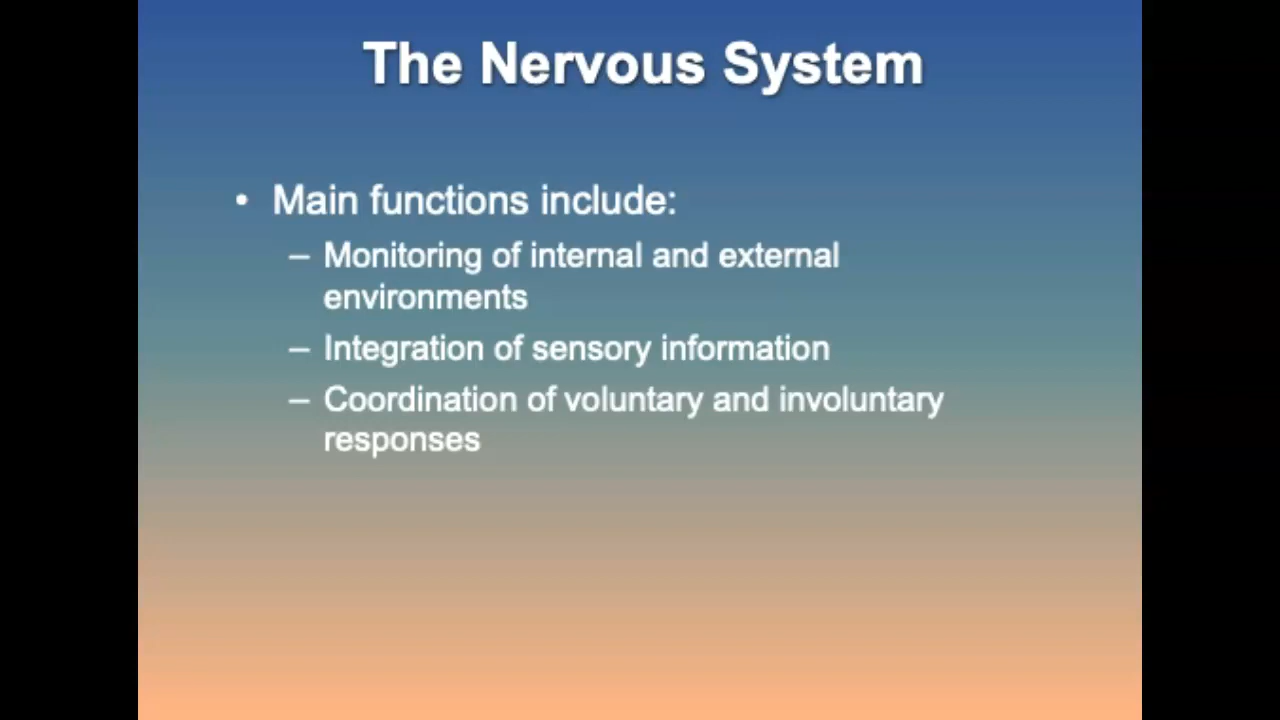 The Nervous System
• Main functions include:
– Monitoring of internal and external
environments
– Integration of sensory information
– Coordination of voluntary and involuntary
responses